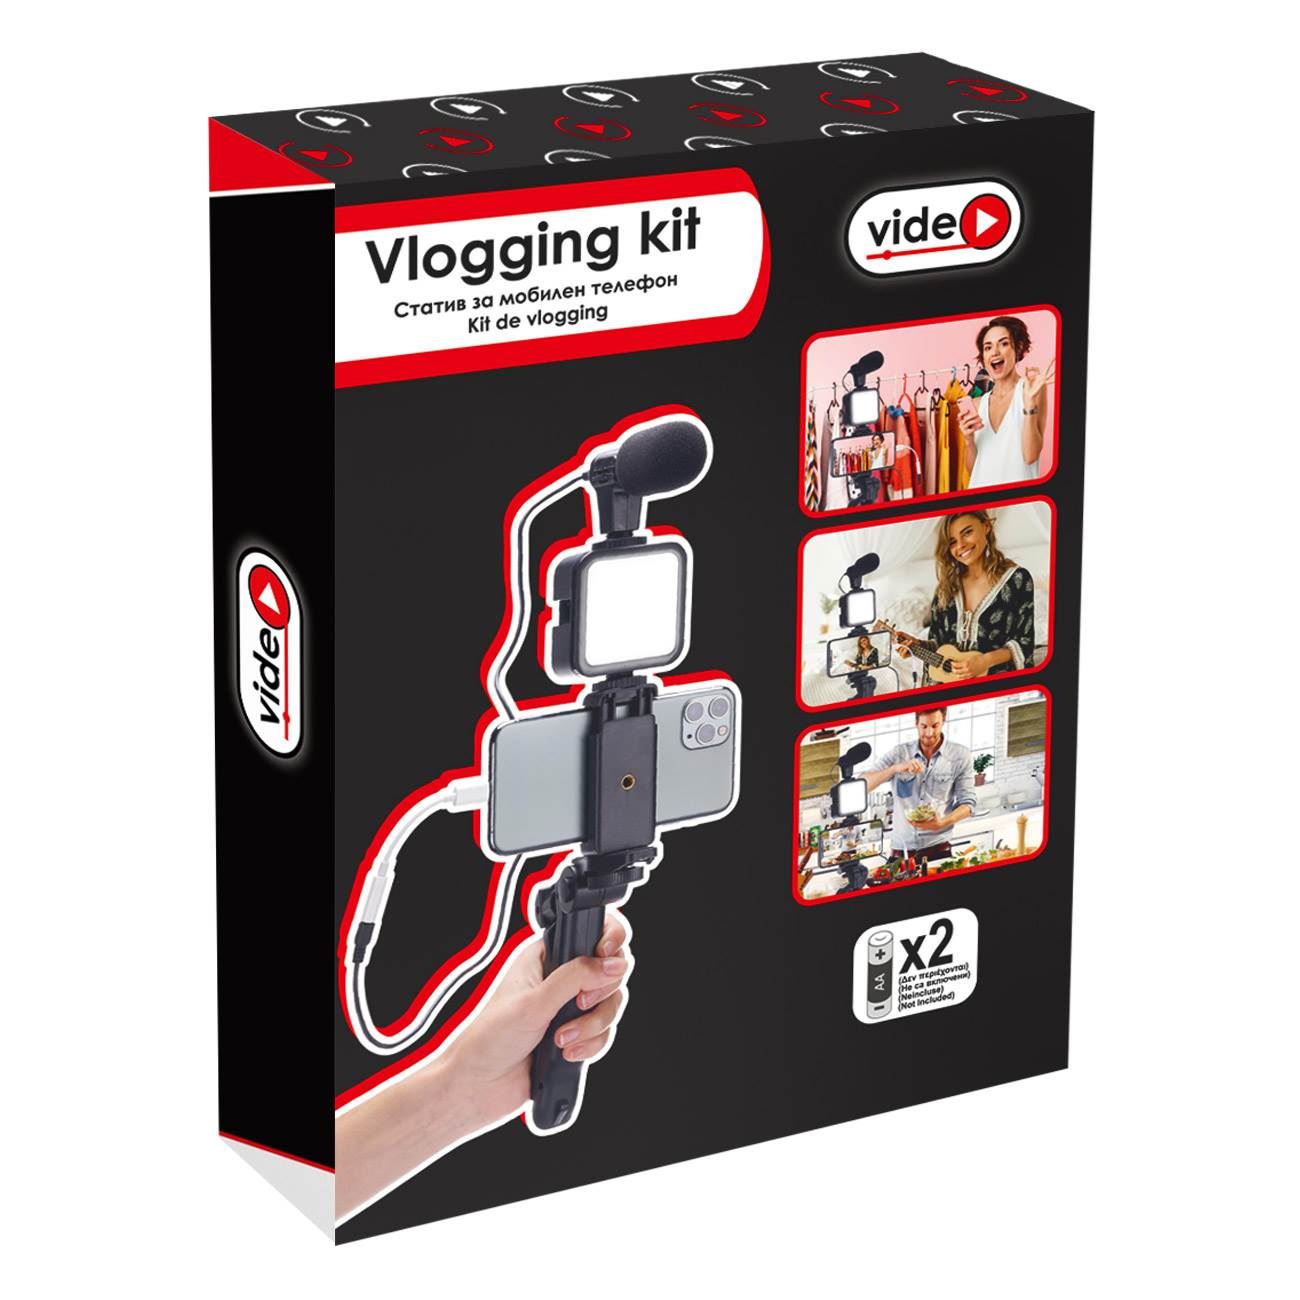 Vlogging kit
Статив за мобилен телефон
Kit de vlogging
vide
vide
AA
x2
(Δεν περιέχονται)
(Не са включени)
(Neincluse)
(Not Included)